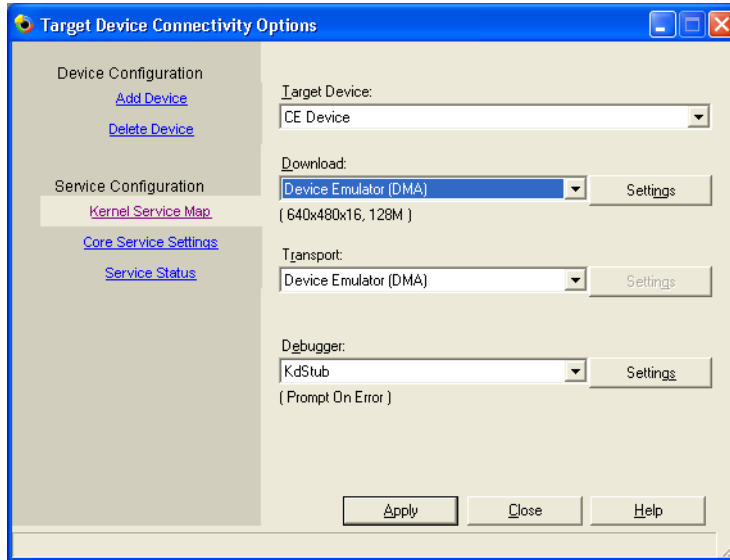 Target Device Connectivity Options
Device Configuration
Add Device
Delete Device
Service Configuration
Kernel Service Map
Core Service Settings
Service Status
Target Device:
CE Device
Download:
Device Emulator (DMA)
Settings
( 640x480x16, 128M )
Transport:
Device Emulator (DMA)
Settings
Debugger:
KdStub
Settings
( Prompt On Error )
Apply
Close
Help